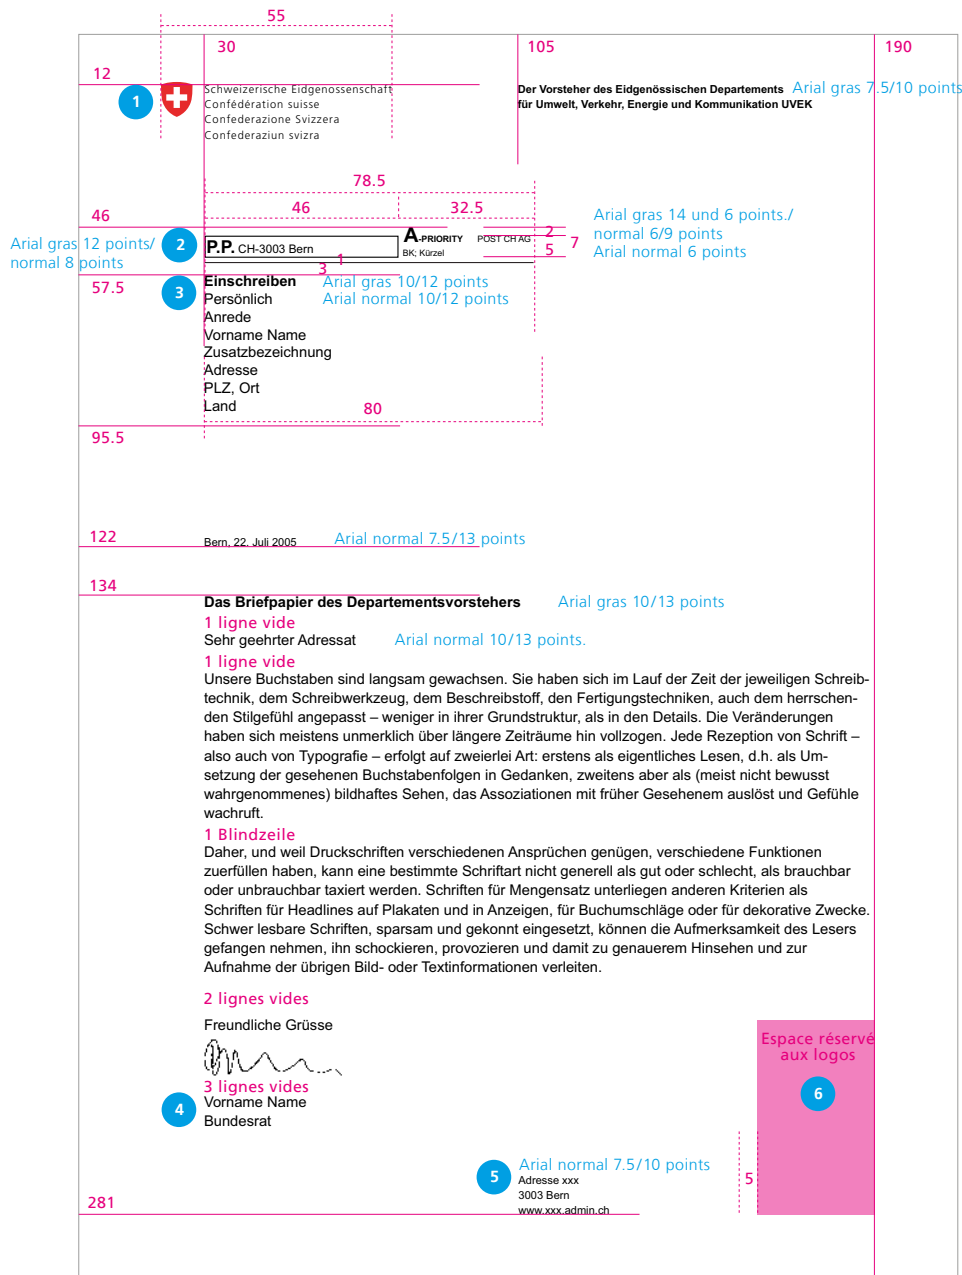 55
30
105
190
12
1
Schweizerische Eidgenossenschaft
Confédération suisse
Confederazione Svizzera
Confederaziun svizra
Der Vorsteher des Eidgenössischen Departements
für Umwelt, Verkehr, Energie und Kommunikation UVEK
Arial gras 7.5/10 points
78.5
46
32.5
46
Arial gras 12 points/
normal 8 points
2
P.P. CH-3003 Bern
A-PRIORITY POST CH AG
BK; Kürzel
2
5
7
Arial gras 14 und 6 points./
normal 6/9 points
Arial normal 6 points
1
3
57.5
3
Einschreiben
Arial gras 10/12 points
Persönlich
Arial normal 10/12 points
Anrede
Vorname Name
Zusatzbezeichnung
Adresse
PLZ, Ort
Land
80
95.5
122
Bern, 22. Juli 2005
Arial normal 7.5/13 points
134
Das Briefpapier des Departementsvorstehers
Arial gras 10/13 points
1 ligne vide
Sehr geehrter Adressat
Arial normal 10/13 points.
1 ligne vide
Unsere Buchstaben sind langsam gewachsen. Sie haben sich im Lauf der Zeit der jeweiligen Schreib-
technik, dem Schreibwerkzeug, dem Beschreibstoff, den Fertigungstechniken, auch dem herrschen-
den Stilgefühl angepasst – weniger in ihrer Grundstruktur, als in den Details. Die Veränderungen
haben sich meistens unmerklich über längere Zeiträume hin vollzogen. Jede Rezeption von Schrift –
also auch von Typografie – erfolgt auf zweierlei Art: erstens als eigentliches Lesen, d.h. als Um-
setzung der gesehenen Buchstabenfolgen in Gedanken, zweitens aber als (meist nicht bewusst
wahrgenommenes) bildhaftes Sehen, das Assoziationen mit früher Gesehenem auslöst und Gefühle
wachruft.
1 Blindzeile
Daher, und weil Druckschriften verschiedenen Ansprüchen genügen, verschiedene Funktionen
zuerfüllen haben, kann eine bestimmte Schriftart nicht generell als gut oder schlecht, als brauchbar
oder unbrauchbar taxiert werden. Schriften für Mengensatz unterliegen anderen Kriterien als
Schriften für Headlines auf Plakaten und in Anzeigen, für Buchumschläge oder für dekorative Zwecke.
Schwer lesbare Schriften, sparsam und gekonnt eingesetzt, können die Aufmerksamkeit des Lesers
gefangen nehmen, ihn schockieren, provozieren und damit zu genauerem Hinsehen und zur
Aufnahme der übrigen Bild- oder Textinformationen verleiten.
2 lignes vides
Freundliche Grüsse
3 lignes vides
4
Vorname Name
Bundesrat
Espace réservé
aux logos
6
5
Arial normal 7.5/10 points
Adresse xxx
3003 Bern
www.xxx.admin.ch
5
281